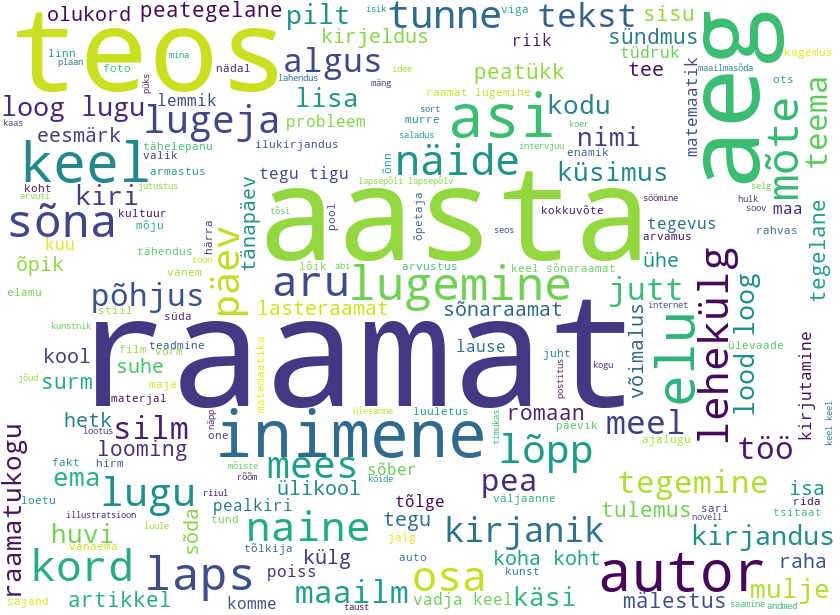 olukord peategelane pilt isik viga tunne tekst sisu
linn plaan mina kirjeldus riik sündmus kogemus
teos foto nädal püks algus lahendus idee peatükk tüdruk maailmasõda
loog lugu lemmik lisa mäng raamat lugemine tee matemaatik ots
kaas eesmärk lugeja probleem sort murre asi kodu aeg mõte teema
tähelepanu valik ilukirjandus saladus koer intervjuu nimi
keel armastus õnn näide enamik küsimus
koht jutustus tegu tigu lapsepõli lapsepõlv söömine selg
arvuti kiri tõsi aasta hulk soov maa
sõna kultuur mõju härra tänapäev pool õpetaja kokkuvõte tegevus rahvas
kuu tähendus toon seos arvamus tegelane
õpik vanem päev lõik abi arvustus keel sõnaraamat ühe
elamu põhjus aru lugemine jutt lehekülg lood loog
stiil süda lasteraamat sõnaraamat võimalus internet
kunstnik teadmine raamat elu ülevaade
kool film vorm matemaatika lause juht kogu kirjutamine
jõud surm suhe maja postitus
materjal ülesanne luuletus timukas päevik romaan meel
raamatukogu hetk lootus silm näpp one inimene ajalugu keel keel
fakt hirm looming mõiste mees sõber lõpp töö
loetu ema rõõm riiul ülikool köide pea tegemine isa
illustratsioon lugu pealkiri tõlge väljaanne sari rida
huvi luule sõda tund tegu tulemus novell tsitaat
vanaema tõlkija naine jalg kirjanik kirjandus
kord laps külg auto koha koht raha
poiss maailm osa kunst autor
sajand artikkel komme taust vadja keel käsi mälestus saamine mulje andmed